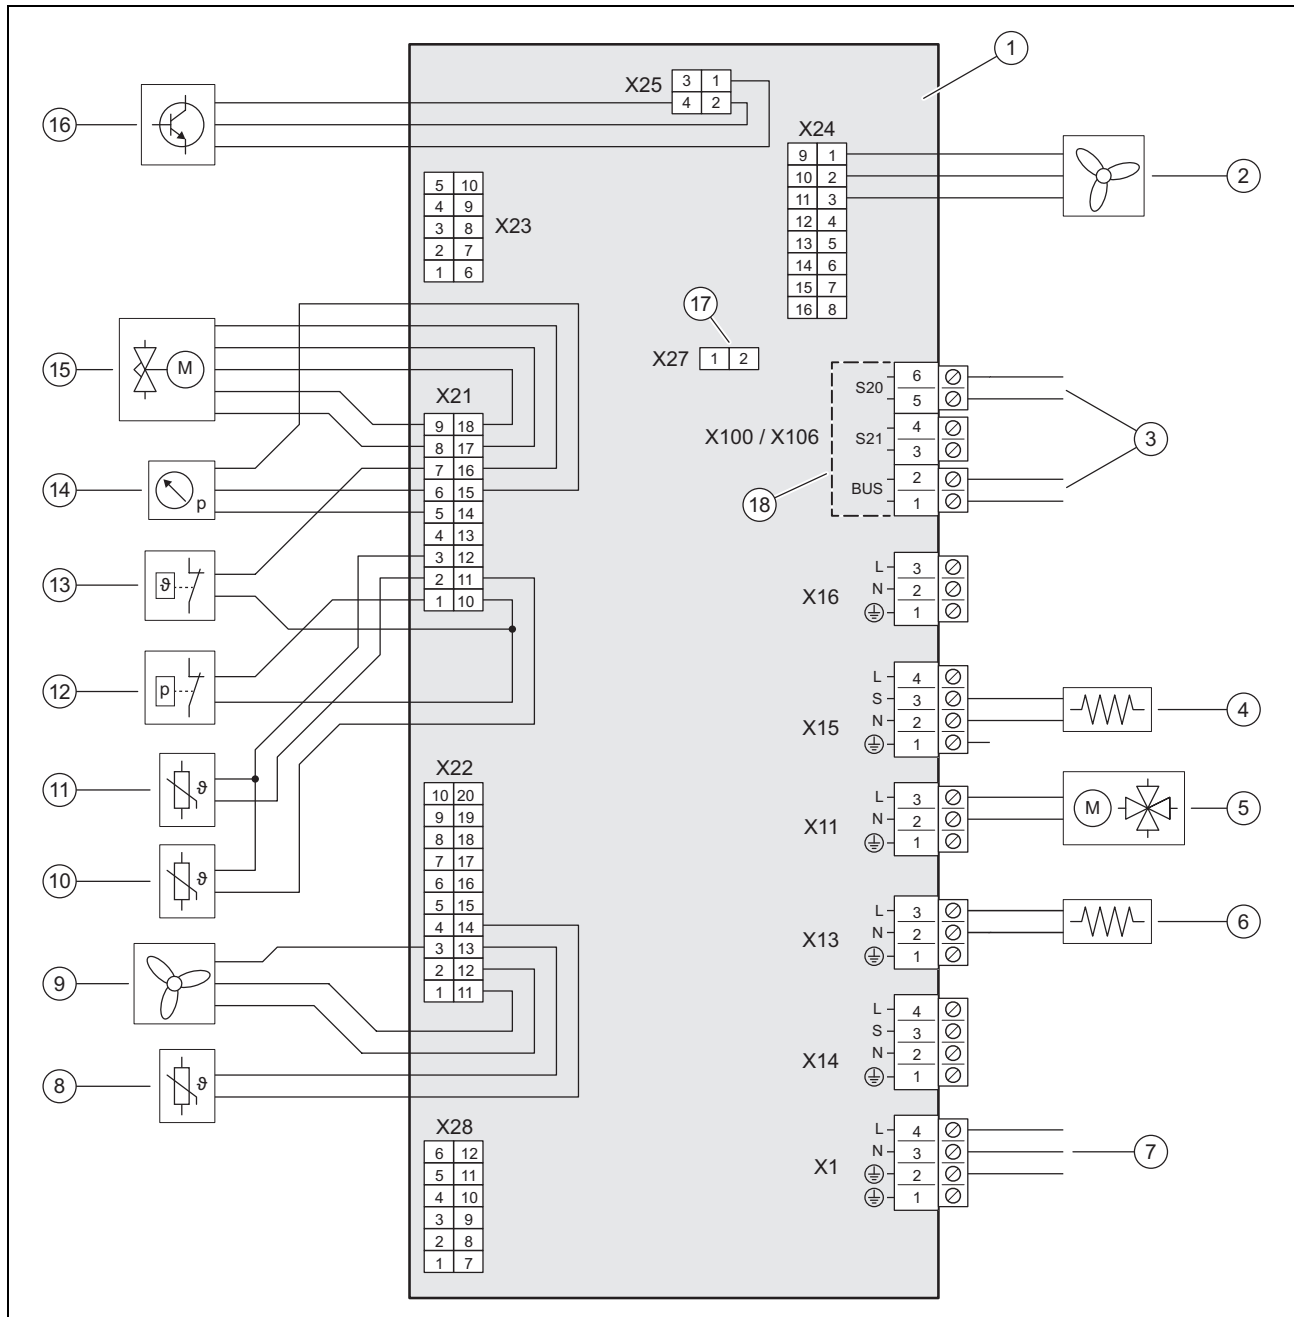 1
X25
3 1
4 2
16
X24
9 1
10 2
11 3
12 4
13 5
14 6
15 7
16 8
2
5 10
4 9
3 8
2 7
1 6
X23
17
X27
1 2
15
M
X21
9 18
8 17
7 16
6 15
5 14
4 13
3 12
2 11
1 10
X100 / X106
S20
6
5
S21
4
3
BUS
2
1
3
18
14
p
13
ϑ
X16
L 3
N 2
1
12
p
X15
L 4
S 3
N 2
1
4
11
ϑ
X22
10 20
9 19
8 18
7 17
6 16
5 15
4 14
3 13
2 12
1 11
X11
L 3
N 2
1
M
5
10
ϑ
X13
L 3
N 2
1
6
9
X14
L 4
S 3
N 2
1
8
ϑ
X28
6 12
5 11
4 10
3 9
2 8
1 7
X1
L 4
N 3
2
1
7